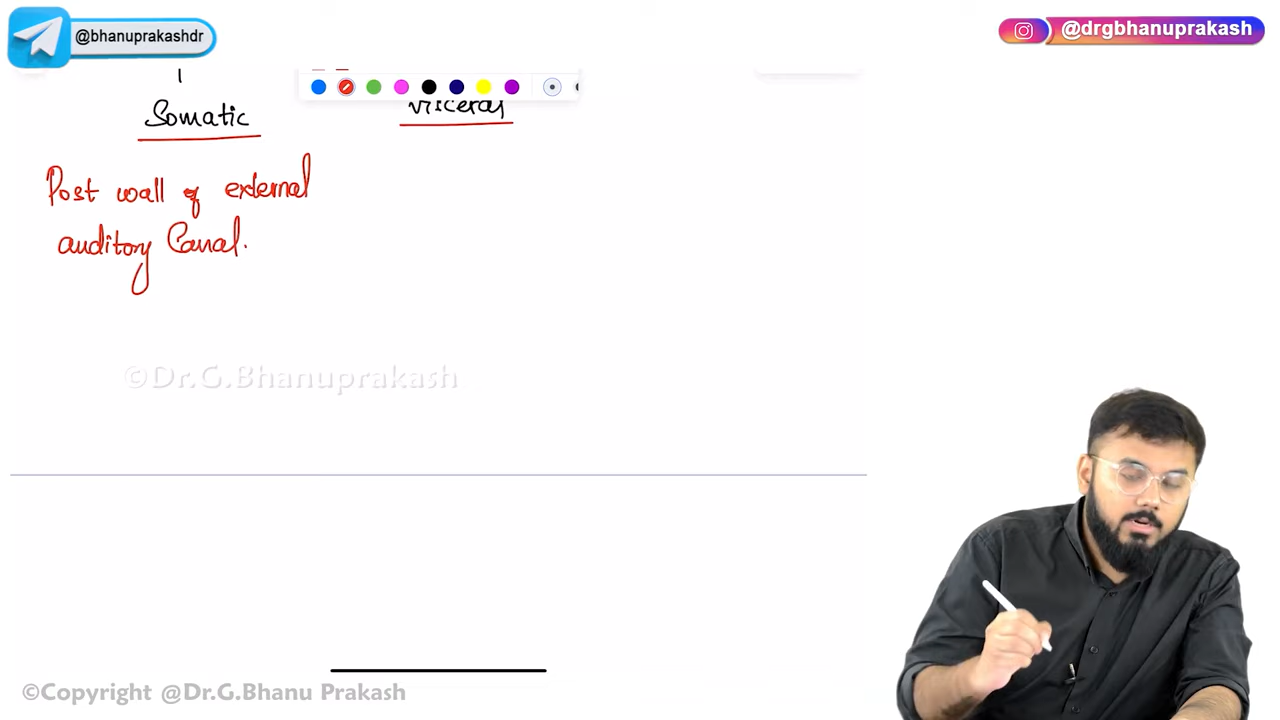 @bhanuprakashdr
@drgbhanuprakash
Somatic
visceral
Post wall of external
auditory Canal.
©Dr.G.Bhanuprakash
©Copyright @Dr.G.Bhanu Prakash